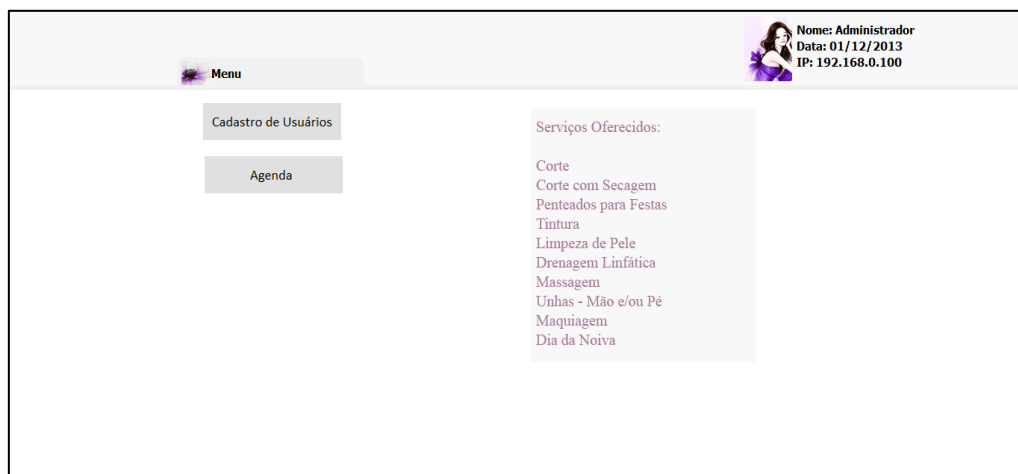 Nome: Administrador
Data: 01/12/2013
IP: 192.168.0.100
Menu
Cadastro de Usuários
Agenda
Serviços Oferecidos:
Corte
Corte com Secagem
Penteados para Festas
Tintura
Limpeza de Pele
Drenagem Linfática
Massagem
Unhas - Mão e/ou Pé
Maquiagem
Dia da Noiva